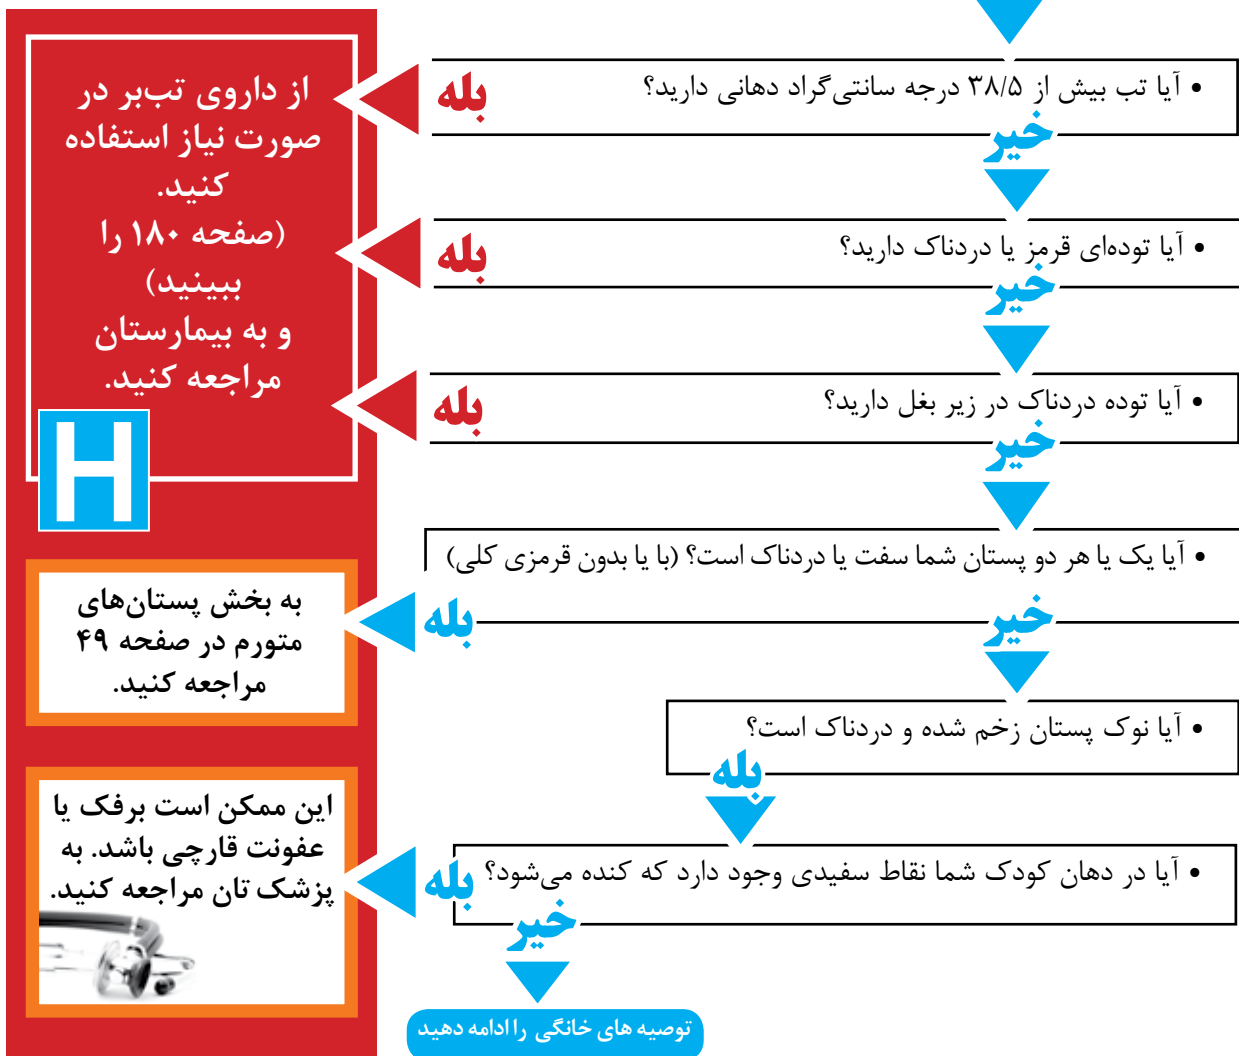 • آیا تب بیش از ۳۸/۵ درجه سانتی‌گراد دهانی دارید؟
بله
خیر
از داروی تب‌بر در
صورت نیاز استفاده
کنید.
(صفحه ۱۸۰ را
ببینید)
و به بیمارستان
مراجعه کنید.
H
• آیا توده‌ای قرمز یا دردناک دارید؟
بله
خیر
• آیا توده دردناک در زیر بغل دارید؟
بله
خیر
• آیا یک یا هر دو پستان شما سفت یا دردناک است؟ (با یا بدون قرمزی کلی)
بله
خیر
به بخش پستان‌های
متورم در صفحه ۴۹
مراجعه کنید.
• آیا نوک پستان زخم شده و دردناک است؟
بله
• آیا در دهان کودک شما نقاط سفیدی وجود دارد که کنده می‌شود؟
بله
خیر
این ممکن است برفک یا
عفونت قارچی باشد. به
پزشک تان مراجعه کنید.
توصیه های خانگی را ادامه دهید